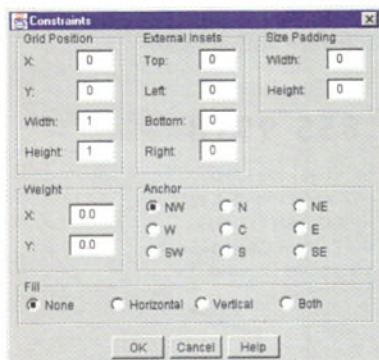 Constraints
Grid Position
X: 0
Y: 0
Width: 1
Height: 1
External Insets
Top: 0
Left: 0
Bottom: 0
Right: 0
Size Padding
Width: 0
Height: 0
Weight
X: 0.0
Y: 0.0
Anchor
NW N NE
W C E
SW S SE
Fill
None Horizontal Vertical Both
OK Cancel Help